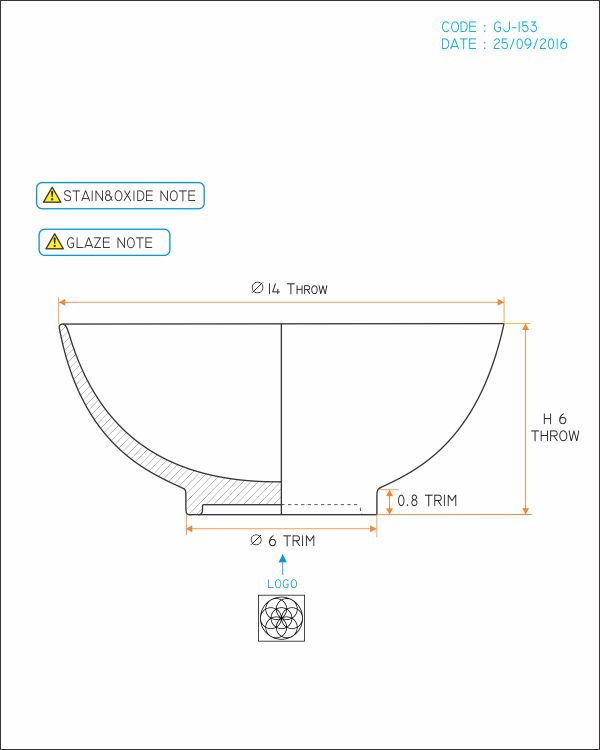 CODE : GJ-153
DATE : 25/09/2016
STAIN&OXIDE NOTE
GLAZE NOTE
Ø 14 THROW
H 6
THROW
0.8 TRIM
Ø 6 TRIM
LOGO